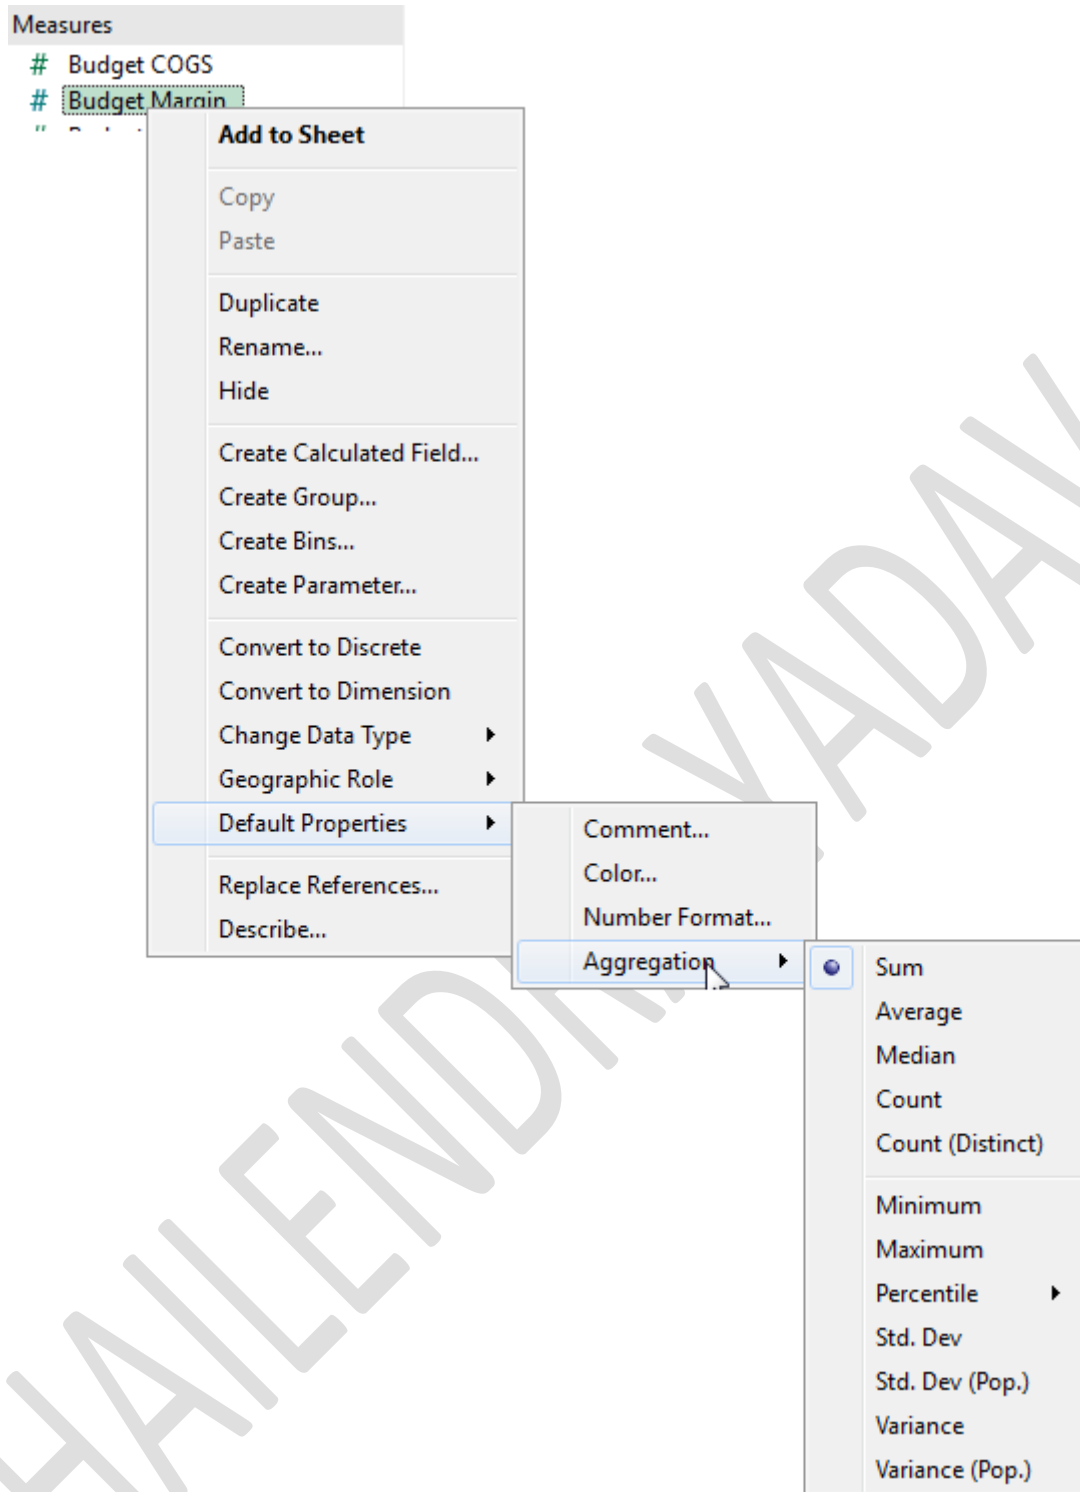 Measures
# Budget COGS
# Budget Margin
Add to Sheet
Copy
Paste
Duplicate
Rename...
Hide
Create Calculated Field...
Create Group...
Create Bins...
Create Parameter...
Convert to Discrete
Convert to Dimension
Change Data Type
Geographic Role
Default Properties
Replace References...
Describe...
Comment...
Color...
Number Format...
Aggregation
Sum
Average
Median
Count
Count (Distinct)
Minimum
Maximum
Percentile
Std. Dev
Std. Dev (Pop.)
Variance
Variance (Pop.)
HAILENDRA YADAV